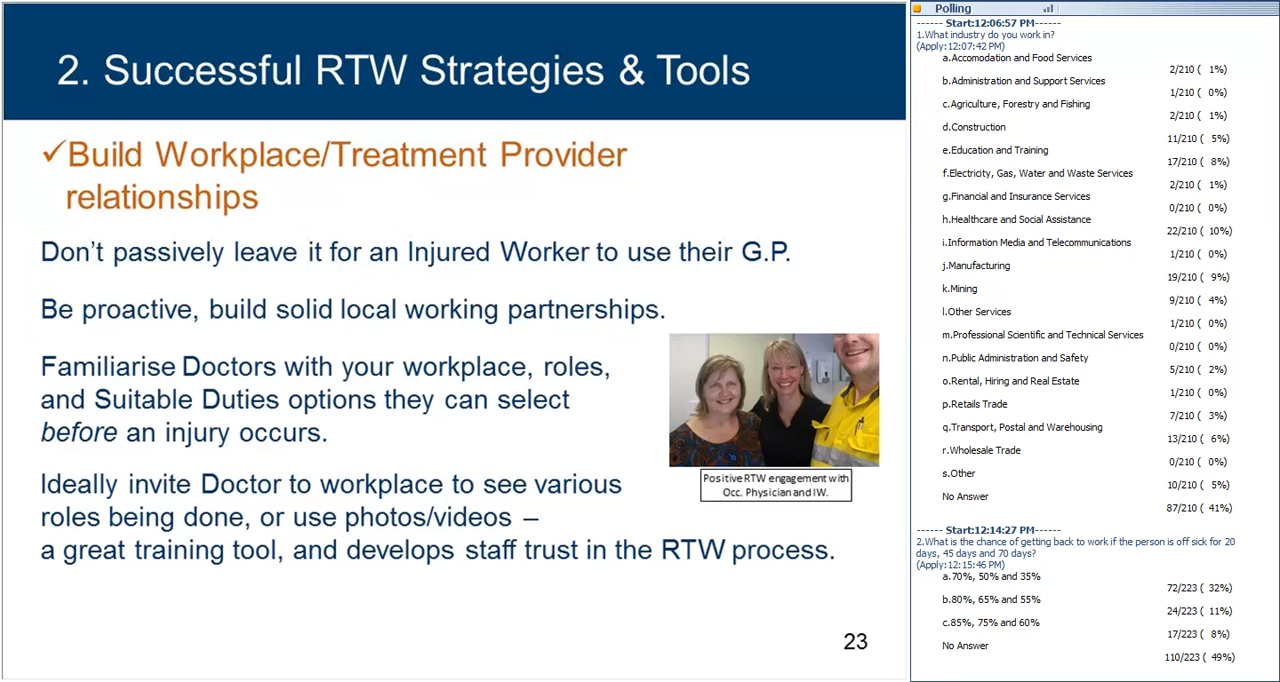 2. Successful RTW Strategies & Tools
✓Build Workplace/Treatment Provider
relationships
Don't passively leave it for an Injured Worker to use their G.P.
Be proactive, build solid local working partnerships.
Familiarise Doctors with your workplace, roles,
and Suitable Duties options they can select
before an injury occurs.
Positive RTW engagement with
Occ. Physician and IW.
Ideally invite Doctor to workplace to see various
roles being done, or use photos/videos –
a great training tool, and develops staff trust in the RTW process.
23
Polling
------ Start:12:06:57 PM------
1.What industry do you work in?
(Apply:12:07:42 PM)
a.Accomodation and Food Services
2/210 ( 1%)
b.Administration and Support Services
1/210 ( 0%)
c.Agriculture, Forestry and Fishing
2/210 ( 1%)
d.Construction
11/210 ( 5%)
e.Education and Training
17/210 ( 8%)
f.Electricity, Gas, Water and Waste Services
2/210 ( 1%)
g.Financial and Insurance Services
0/210 ( 0%)
h.Healthcare and Social Assistance
22/210 ( 10%)
i.Information Media and Telecommunications
1/210 ( 0%)
j.Manufacturing
19/210 ( 9%)
k.Mining
9/210 ( 4%)
l.Other Services
1/210 ( 0%)
m.Professional Scientific and Technical Services
0/210 ( 0%)
n.Public Administration and Safety
5/210 ( 2%)
o.Rental, Hiring and Real Estate
1/210 ( 0%)
p.Retails Trade
7/210 ( 3%)
q.Transport, Postal and Warehousing
13/210 ( 6%)
r.Wholesale Trade
0/210 ( 0%)
s.Other
10/210 ( 5%)
No Answer
87/210 ( 41%)
------ Start:12:14:27 PM------
2.What is the chance of getting back to work if the person is off sick for 20
days, 45 days and 70 days?
(Apply:12:15:46 PM)
a.70%, 50% and 35%
72/223 ( 32%)
b.80%, 65% and 55%
24/223 ( 11%)
c.85%, 75% and 60%
17/223 ( 8%)
No Answer
110/223 ( 49%)